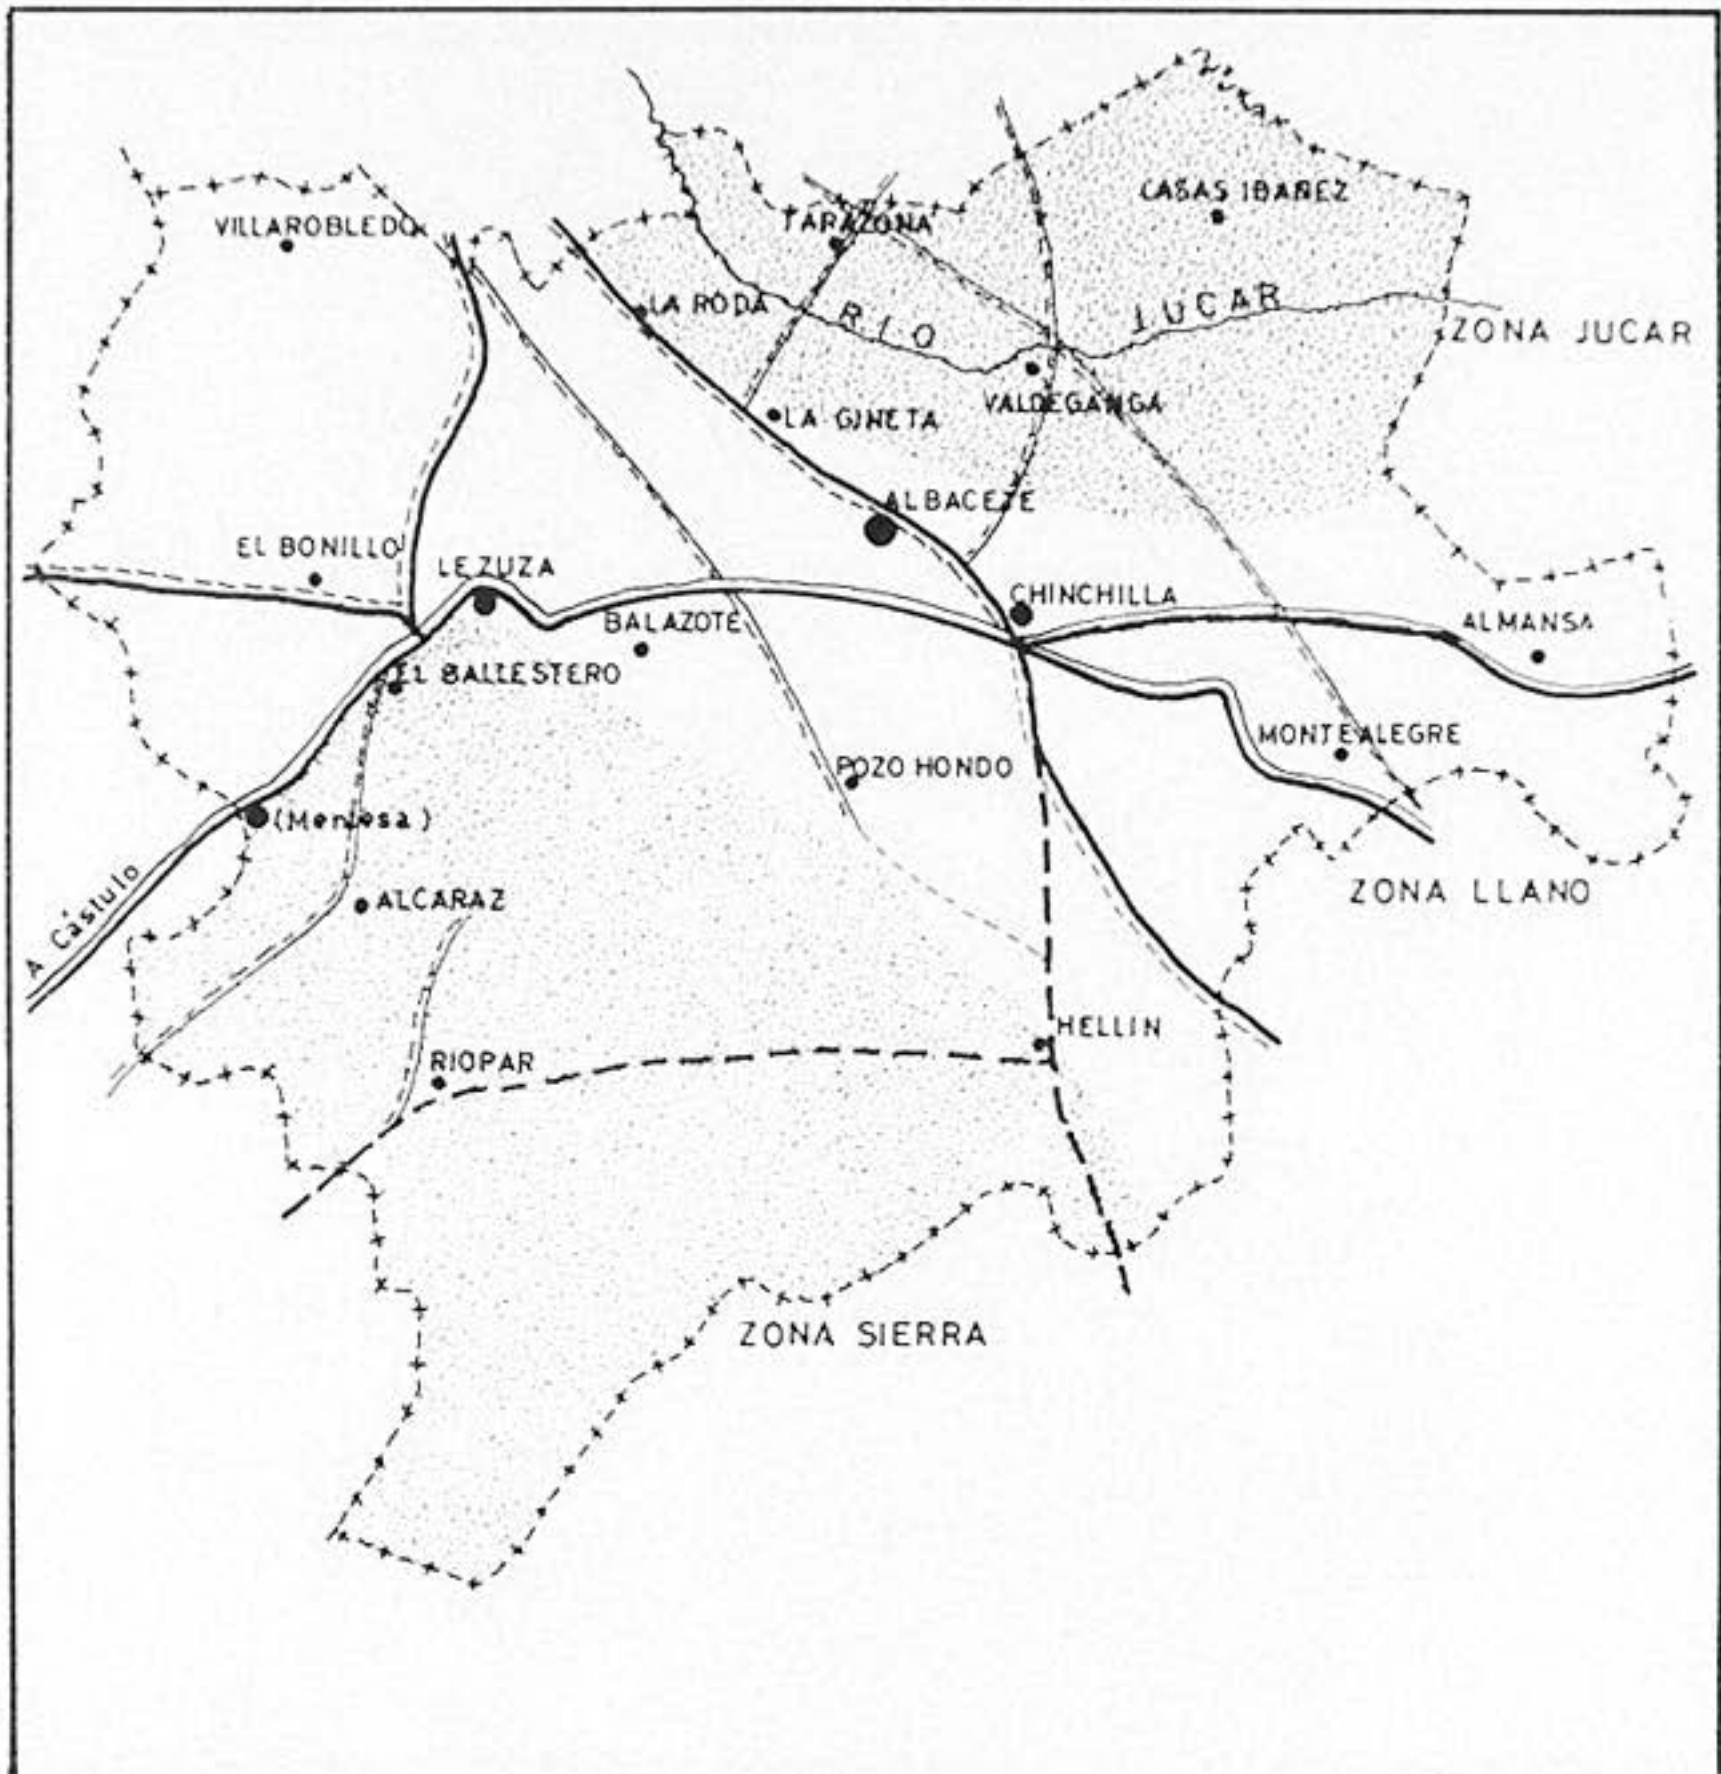 CASAS IBAÑEZ
VILLAROBLEDO
TARAZONA
LA RODA
RIO JUCAR
ZONA JUCAR
VALDEGANGA
LA GINETA
ALBACETE
EL BONILLO
LEZUZA
CHINCHILLA
BALAZOTE
ALMANSA
EL BALLESTERO
MONTEALEGRE
POZO HONDO
(Mentesa)
A Cástulo
ZONA LLANO
ALCARAZ
HELLIN
RIOPAR
ZONA SIERRA